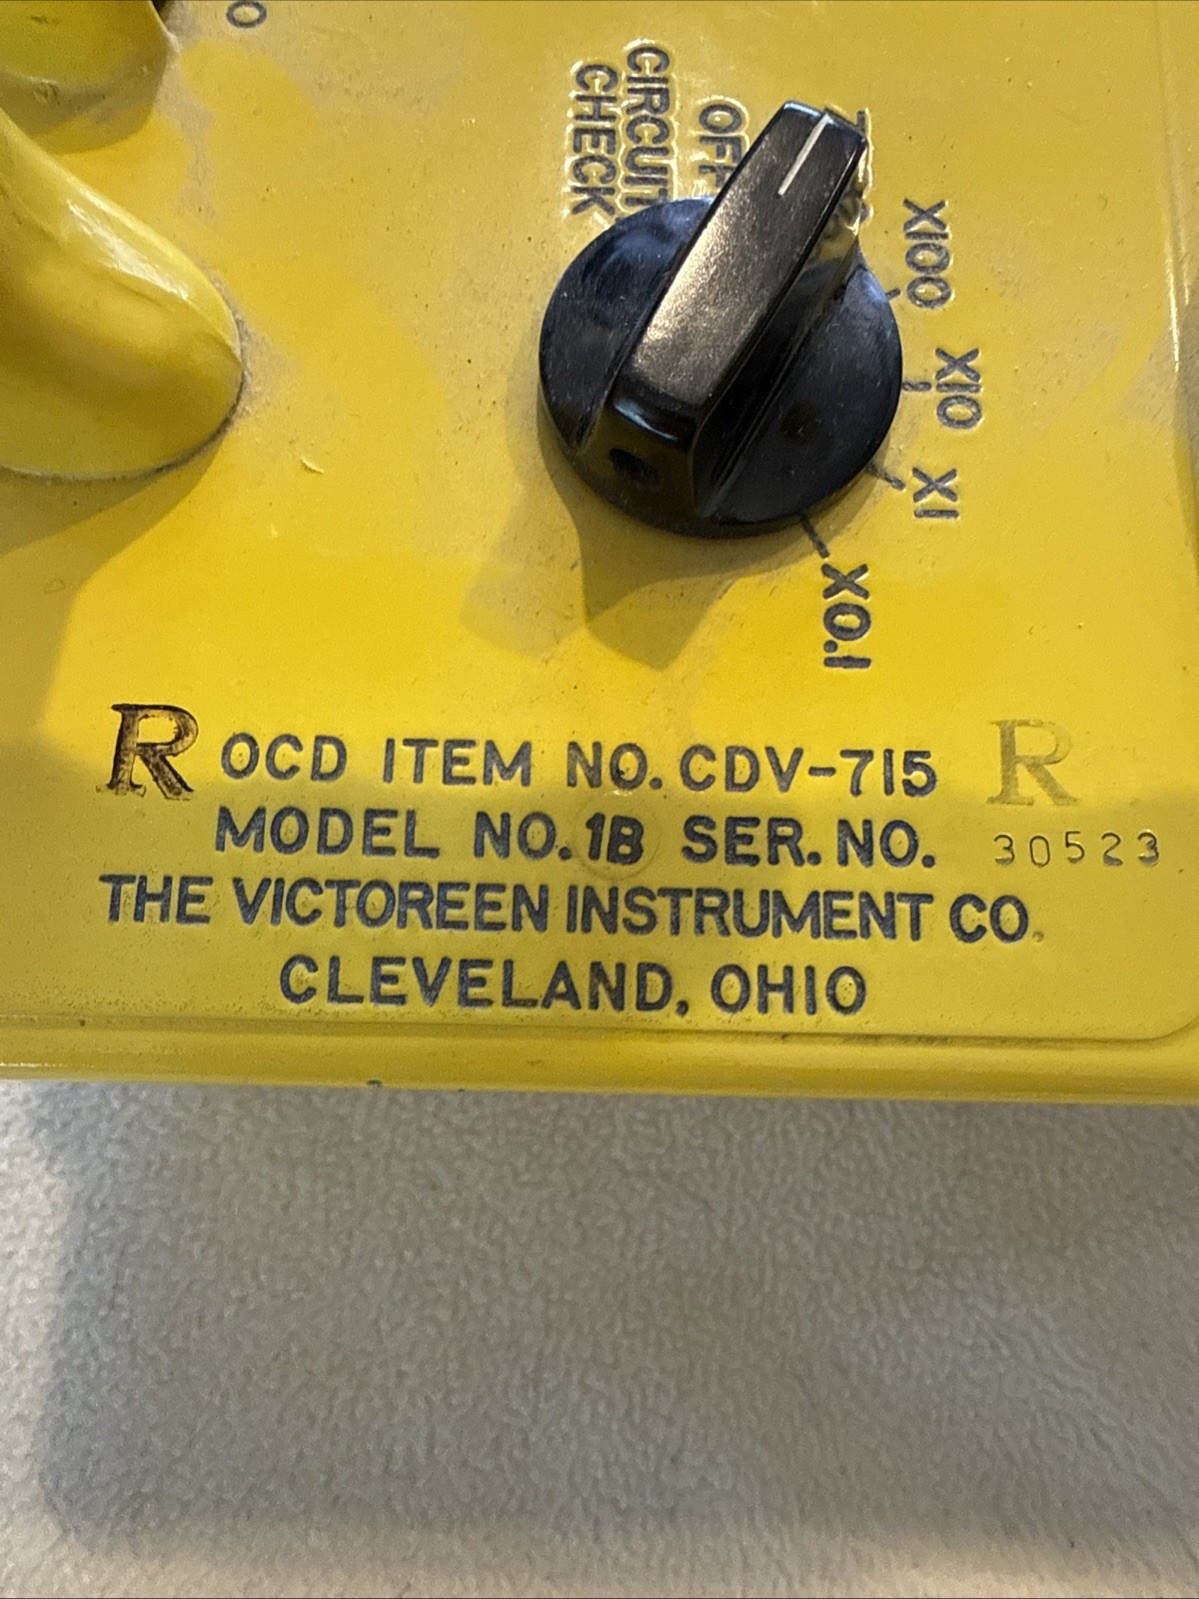 0
CIRCUIT
CHECK
OFF
X100
X10
X1
X0.1
R OCD ITEM NO. CDV-715 R
MODEL NO. 1B SER. NO. 30523
THE VICTOREEN INSTRUMENT CO.
CLEVELAND, OHIO